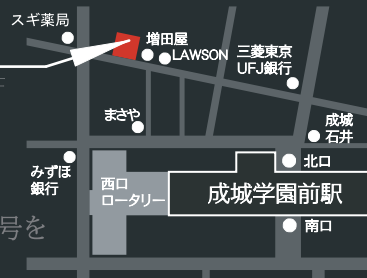 スギ薬局
増田屋
LAWSON
三菱東京
UFJ銀行
まさや
成城
石井
みずほ
銀行
西口
ロータリー
北口
成城学園前駅
南口
号を